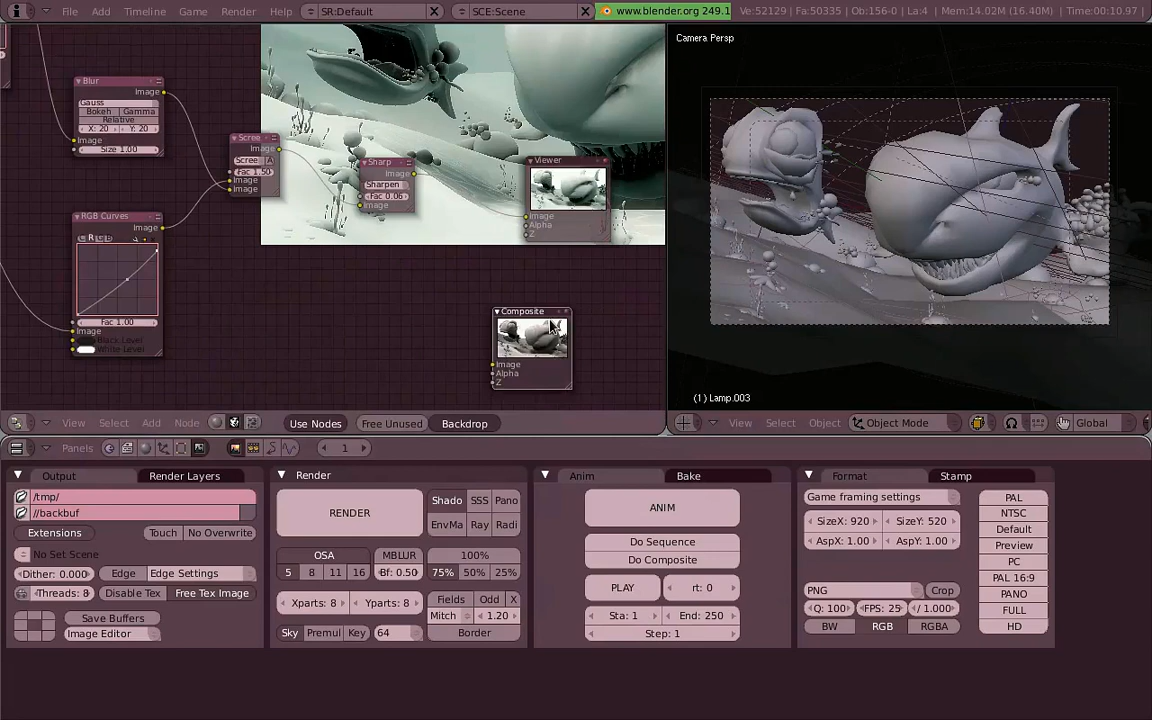 File Add Timeline Game Render Help SR:Default SCE:Scene www.blender.org 249.1 Ve:52129 | Fa:50335 | Ob:156-0 | La:4 | Mem:14.02M (16.40M) | Time:00:10.97 |
Camera Persp
Blur
Image
Gauss
Bokeh Gamma
Relative
X: 20 Y: 20
Image
Size 1.00
Scree
Image
Scree A
Fac 1.50
Image
Image
Sharp
Image
Sharpen
Fac 0.06
Image
Viewer
Image
Alpha
Z
RGB Curves
Image
Fac 1.00
Image
Black Level
White Level
Composite
Image
Alpha
Z
(1) Lamp.003
View Select Add Node Use Nodes Free Unused Backdrop
View Select Object Object Mode Global
Panels 1
Output Render Layers
/tmp/
//backbuf
Extensions Touch No Overwrite
No Set Scene
Dither: 0.000 Edge Edge Settings
Threads: 8 Disable Tex Free Tex Image
Save Buffers
Image Editor
Render
RENDER
Shado SSS Pano
EnvMa Ray Radi
OSA MBLUR 100%
5 8 11 16 Bf: 0.50 75% 50% 25%
Xparts: 8 Yparts: 8 Fields Odd X
Mitch 1.20
Sky Premul Key 64 Border
Anim Bake
ANIM
Do Sequence
Do Composite
PLAY rt: 0
Sta: 1 End: 250
Step: 1
Format Stamp
Game framing settings
SizeX: 920 SizeY: 520
AspX: 1.00 AspY: 1.00
PNG Crop
Q: 100 FPS: 25 / 1.000
BW RGB RGBA
PAL
NTSC
Default
Preview
PC
PAL 16:9
PANO
FULL
HD